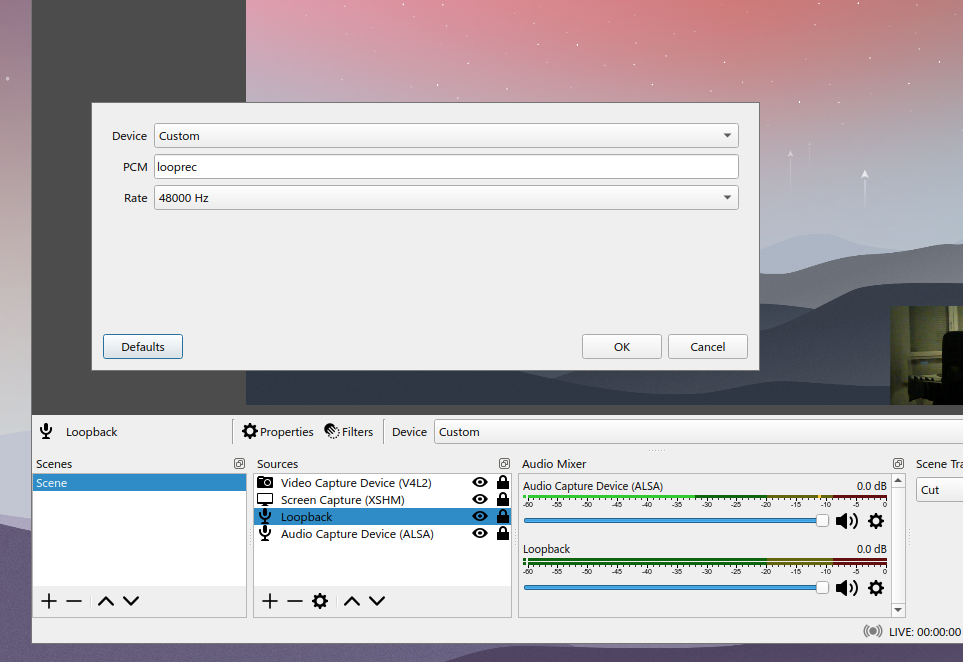 Device Custom
PCM looprec
Rate 48000 Hz
Defaults OK Cancel
Loopback Properties Filters Device Custom
Scenes
Scene
Sources
Video Capture Device (V4L2)
Screen Capture (XSHM)
Loopback
Audio Capture Device (ALSA)
Audio Mixer
Audio Capture Device (ALSA) 0.0 dB
-60 -55 -50 -45 -40 -35 -30 -25 -20 -15 -10 -5 0
Loopback 0.0 dB
-60 -55 -50 -45 -40 -35 -30 -25 -20 -15 -10 -5 0
Scene Tra
Cut
LIVE: 00:00:00